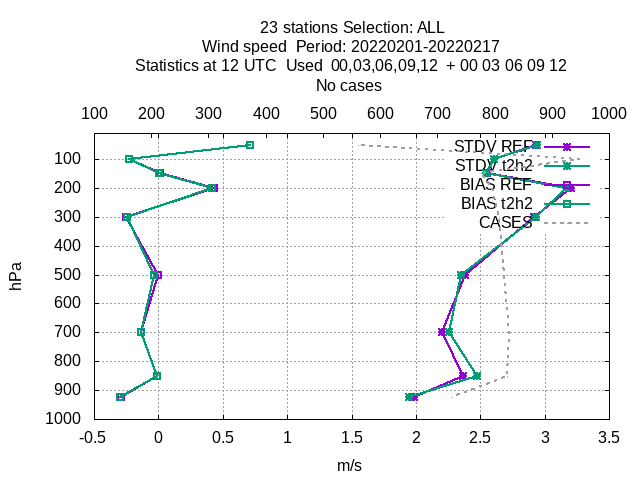 23 stations Selection: ALL
Wind speed  Period: 20220201-20220217
Statistics at 12 UTC  Used  00,03,06,09,12  + 00 03 06 09 12
No cases
100 200 300 400 500 600 700 800 900 1000
STDV REF
100
STDV t2h2
BIAS REF
200
BIAS t2h2
300
CASES
400
hPa
500
600
700
800
900
1000
-0.5 0 0.5 1 1.5 2 2.5 3 3.5
m/s